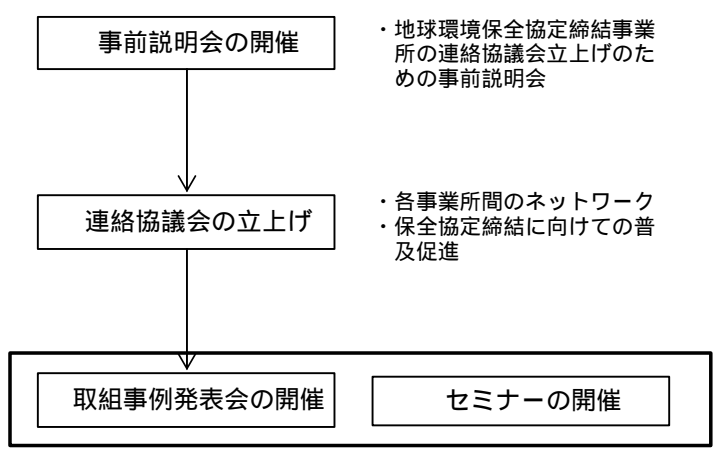 事前説明会の開催
・地球環境保全協定締結事業
所の連絡協議会立上げのた
めの事前説明会
連絡協議会の立上げ
・各事業所間のネットワーク
・保全協定締結に向けての普
及促進
取組事例発表会の開催
セミナーの開催